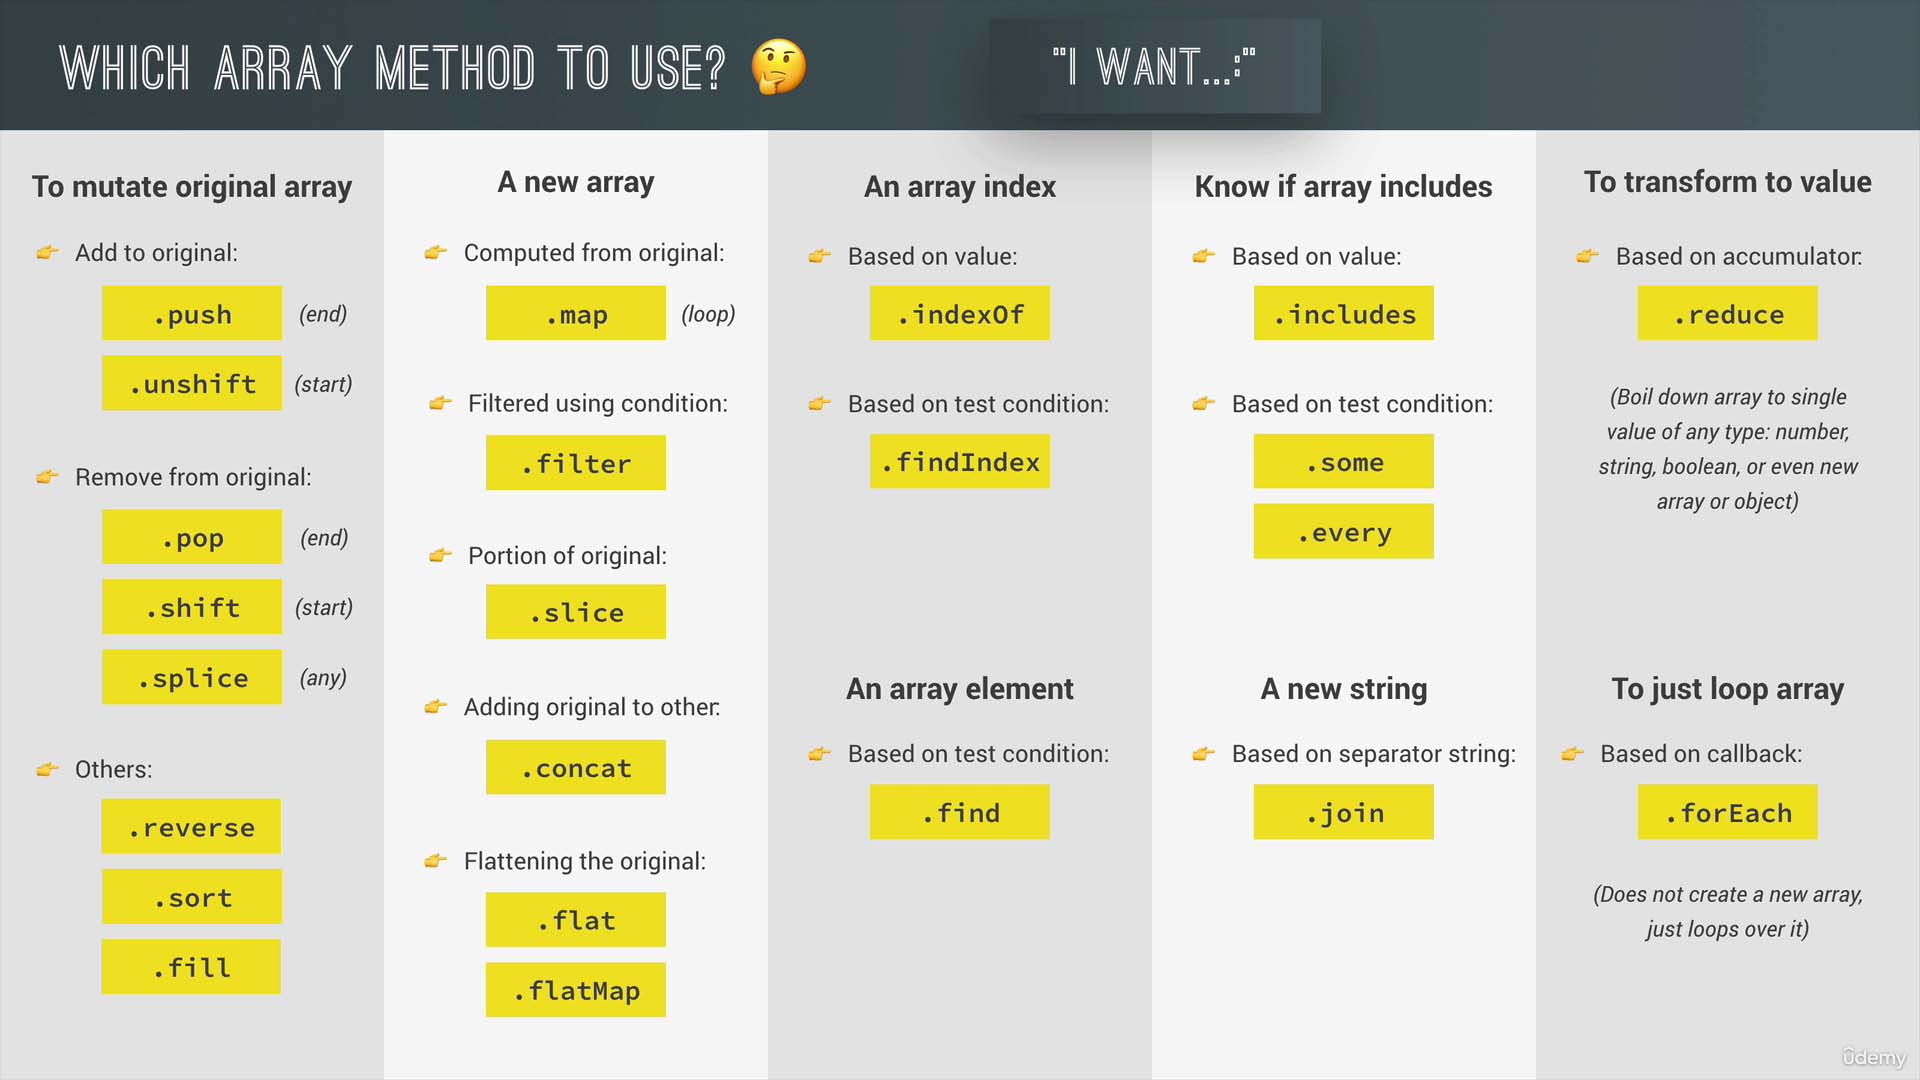 WHICH ARRAY METHOD TO USE? 🤔
"I WANT...:"
To mutate original array
👉 Add to original:
.push (end)
.unshift (start)
👉 Remove from original:
.pop (end)
.shift (start)
.splice (any)
👉 Others:
.reverse
.sort
.fill
A new array
👉 Computed from original:
.map (loop)
👉 Filtered using condition:
.filter
👉 Portion of original:
.slice
👉 Adding original to other:
.concat
👉 Flattening the original:
.flat
.flatMap
An array index
👉 Based on value:
.indexOf
👉 Based on test condition:
.findIndex
An array element
👉 Based on test condition:
.find
Know if array includes
👉 Based on value:
.includes
👉 Based on test condition:
.some
.every
A new string
👉 Based on separator string:
.join
To transform to value
👉 Based on accumulator:
.reduce
(Boil down array to single
value of any type: number,
string, boolean, or even new
array or object)
To just loop array
👉 Based on callback:
.forEach
(Does not create a new array,
just loops over it)
ûdemy